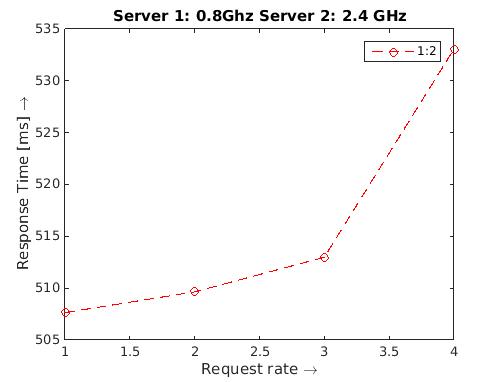 Server 1: 0.8Ghz Server 2: 2.4 GHz
535
530
525
520
515
510
505
Response Time [ms] →
1:2
1 1.5 2 2.5 3 3.5 4
Request rate →